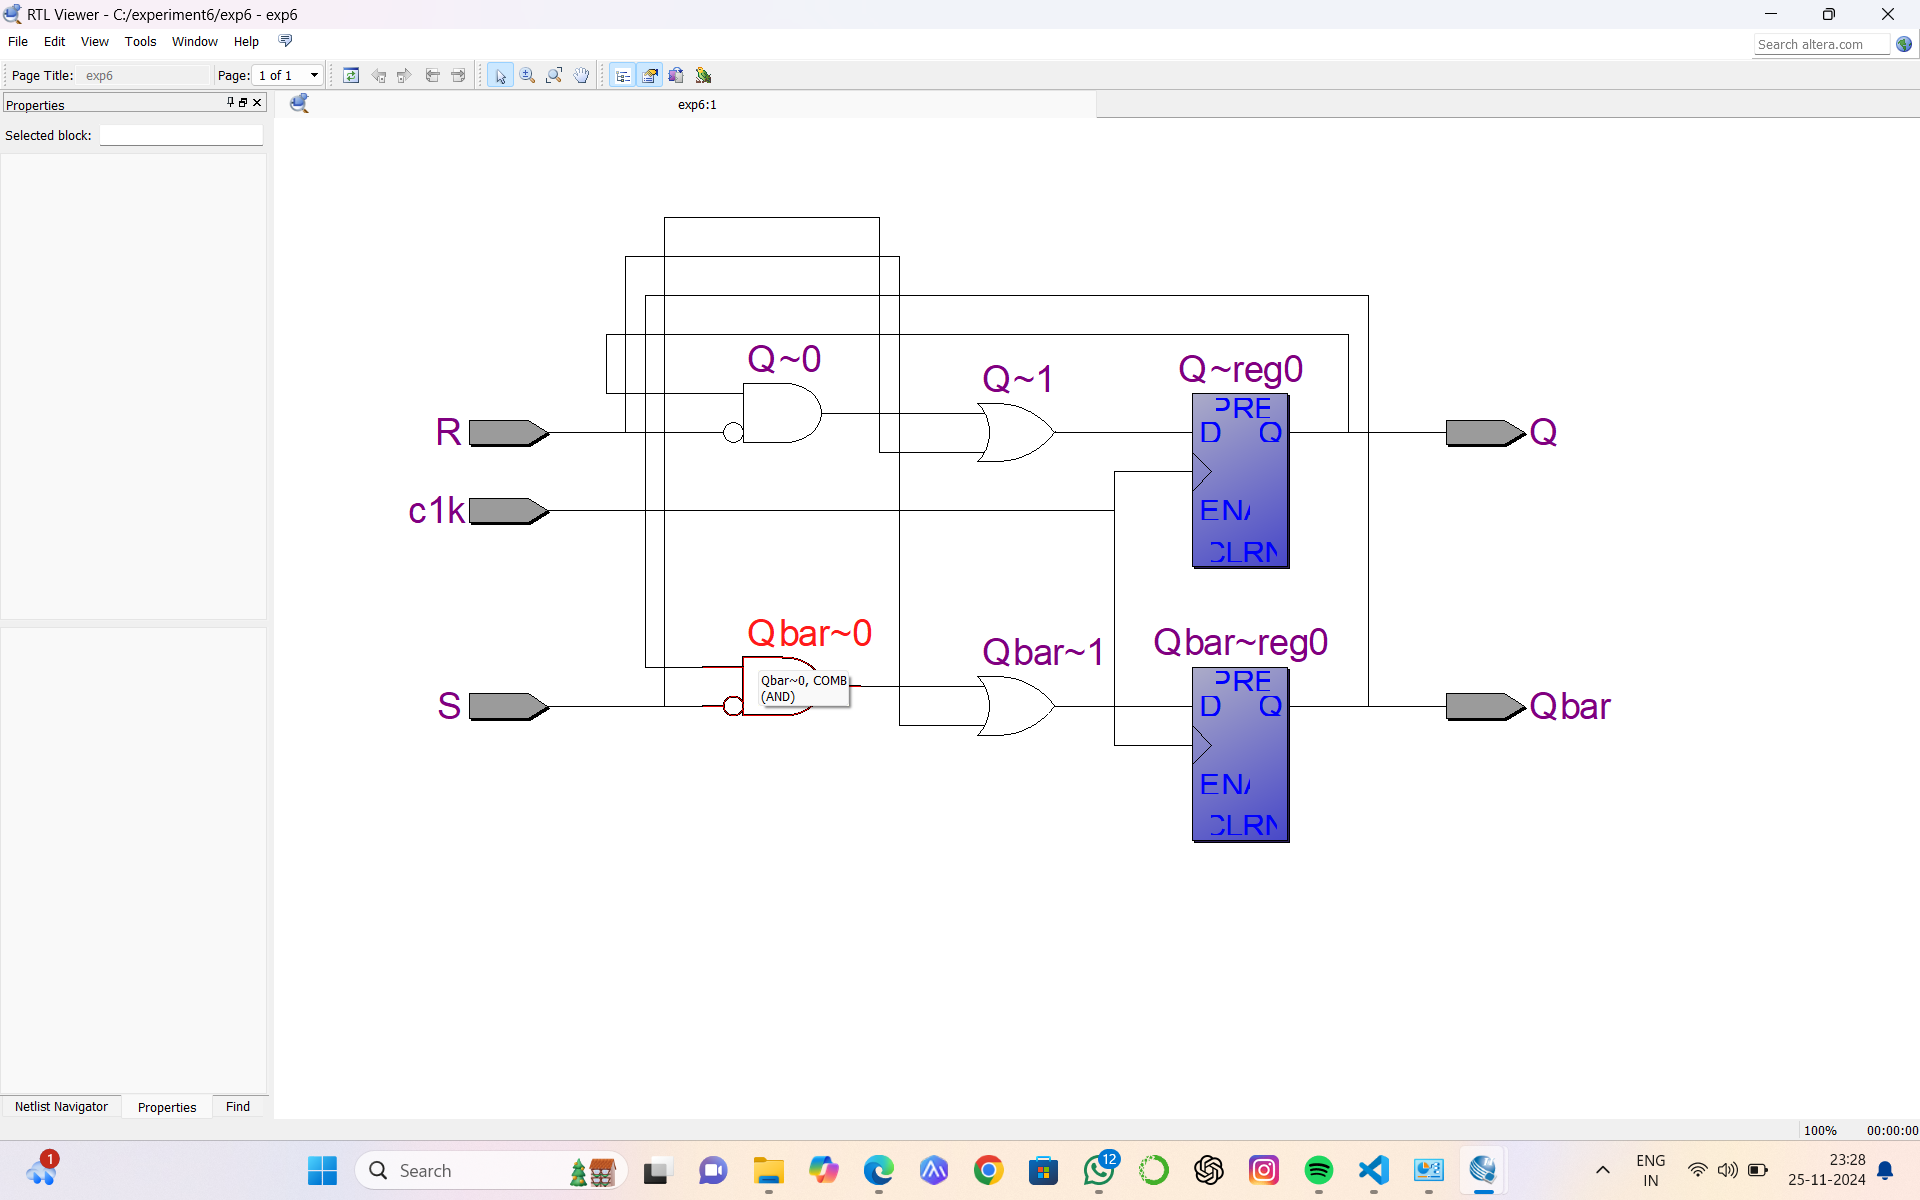 RTL Viewer - C:/experiment6/exp6 - exp6
File Edit View Tools Window Help
Search altera.com
Page Title: exp6 Page: 1 of 1
Properties
exp6:1
Selected block:
Q~0
Q~1
Q~reg0
PRE
R
D Q
Q
c1k
ENA
CLRN
Qbar~0
Qbar~1
Qbar~reg0
Qbar~0, COMB
(AND)
PRE
S
D Q
Qbar
ENA
CLRN
Netlist Navigator Properties Find
100% 00:00:00
1
Search
12
ENG
IN
23:28
25-11-2024